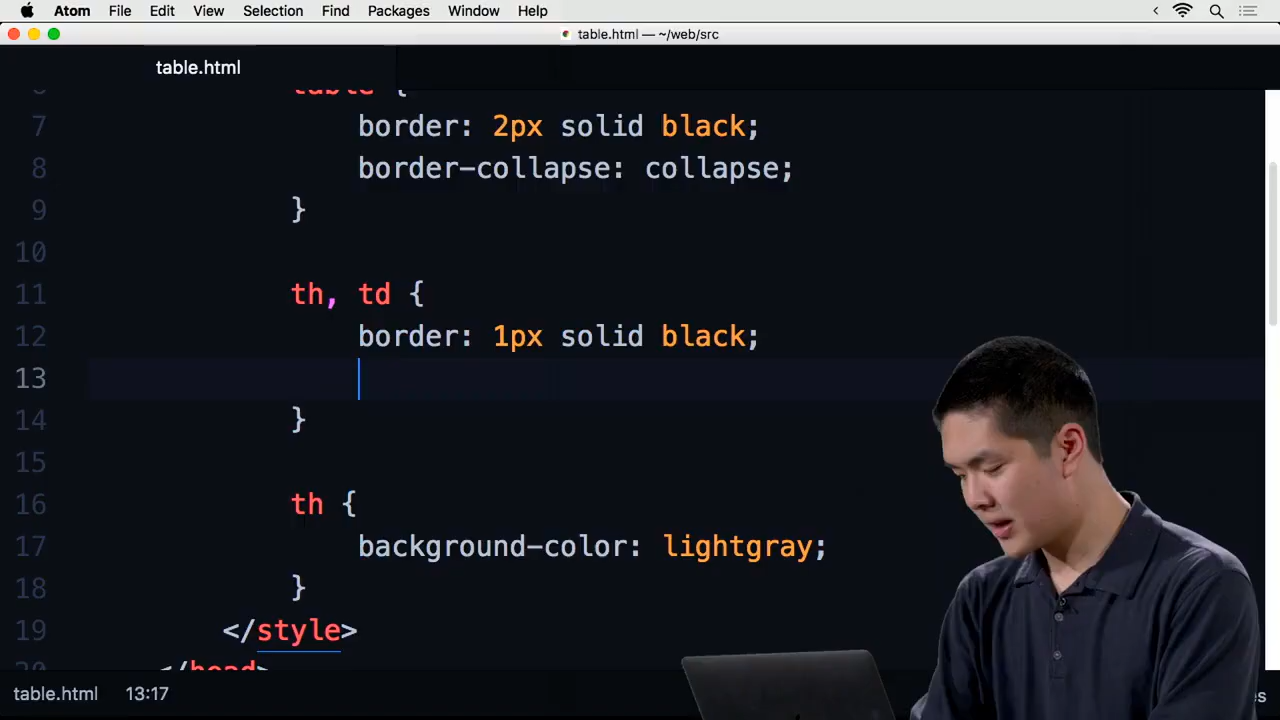 Atom File Edit View Selection Find Packages Window Help
table.html — ~/web/src
table.html
table {
7 border: 2px solid black;
8 border-collapse: collapse;
9 }
10
11 th, td {
12 border: 1px solid black;
13
14 }
15
16 th {
17 background-color: lightgray;
18 }
19 </style>
</head>
table.html 13:17